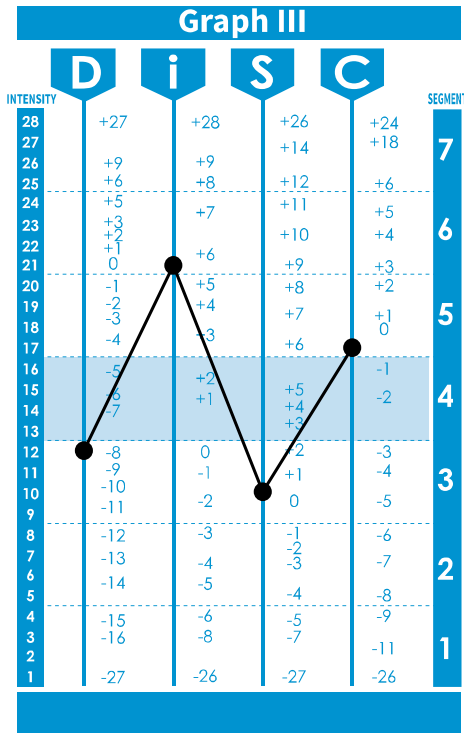 Graph III
D i S C
INTENSITY SEGMENT
28 +27 +28 +26 +24
27 +14 +18 7
26 +9 +9
25 +6 +8 +12 +6
24 +5 +7 +11 +5
23 +3 6
+2 +10 +4
22 +1 +6
21 0 +9 +3
20 -1 +5 +8 +2
19 -2 +4 +7 +1 5
18 -3 +3 0
17 -4 +6
16 -5 +2 -1
15 -6 +1 +5 -2 4
14 -7 +4
13 +3
12 -8 0 +2 -3
11 -9 -1 +1 -4 3
10 -10 -2 0 -5
9 -11
8 -12 -3 -1 -6
7 -13 -4 -2 -7 2
-3
6 -14 -5
5 -4 -8
4 -15 -6 -5 -9
3 -16 -8 -7 -11 1
2
1 -27 -26 -27 -26